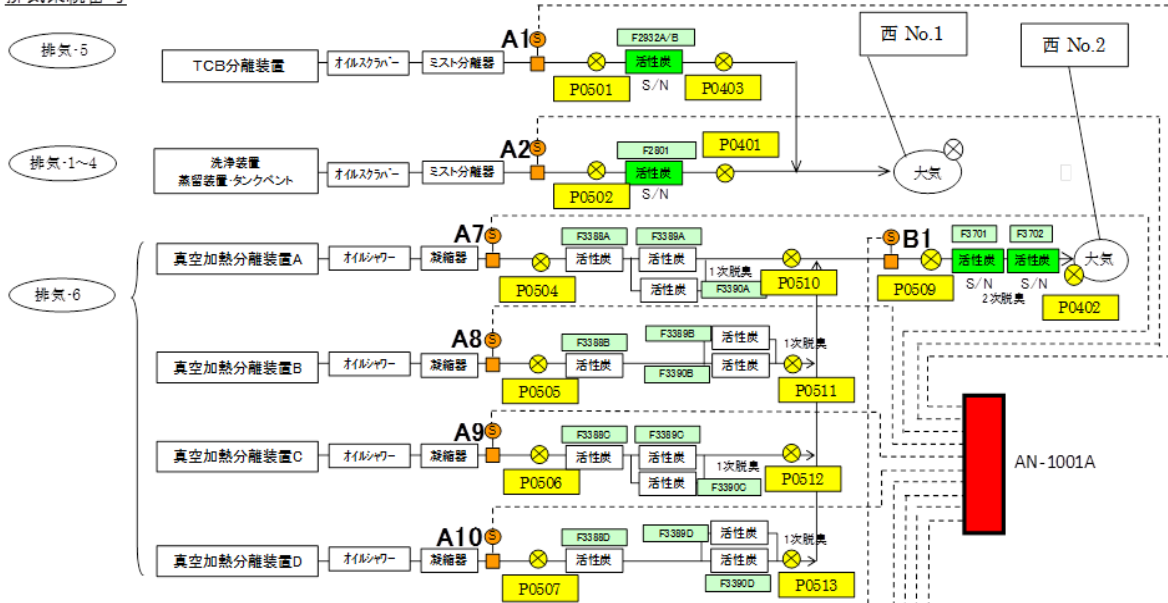 排気-5
TCB分離装置
オイルスクラバー
ミスト分離器
A1
S
P0501
F2932A/B
活性炭
S/N
P0403
西 No.1
西 No.2
排気-1～4
洗浄装置
蒸留装置・タンクベント
オイルスクラバー
ミスト分離器
A2
S
P0502
F2801
活性炭
S/N
P0401
大気
排気-6
真空加熱分離装置A
オイルシャワー
凝縮器
A7
S
P0504
F3388A
活性炭
F3389A
活性炭
活性炭
1次脱臭
F3390A
P0510
S
B1
P0509
F3701
活性炭
S/N
F3702
活性炭
S/N
2次脱臭
大気
P0402
真空加熱分離装置B
オイルシャワー
凝縮器
A8
S
P0505
F3388B
活性炭
F3389B
F3390B
活性炭
活性炭
1次脱臭
P0511
真空加熱分離装置C
オイルシャワー
凝縮器
A9
S
P0506
F3388C
活性炭
F3389C
活性炭
活性炭
1次脱臭
F3390C
P0512
AN-1001A
真空加熱分離装置D
オイルシャワー
凝縮器
A10
S
P0507
F3388D
活性炭
F3389D
活性炭
活性炭
F3390D
1次脱臭
P0513